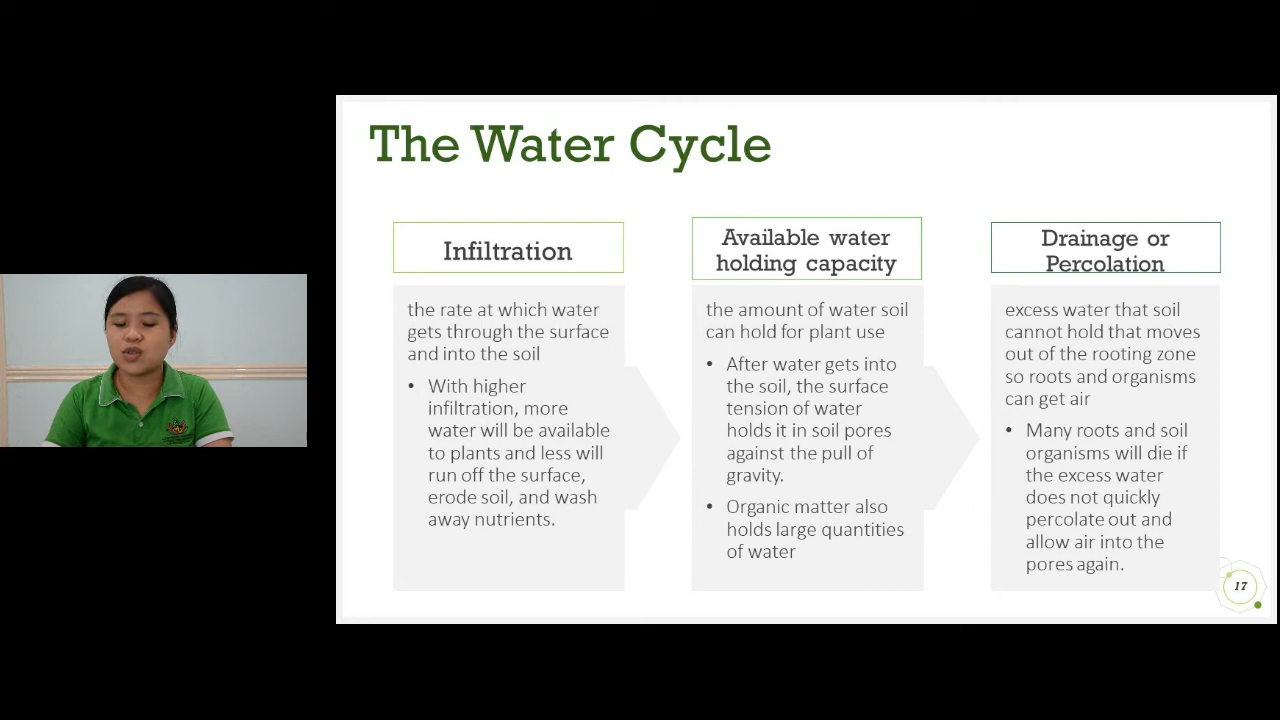 The Water Cycle
Infiltration
the rate at which water
gets through the surface
and into the soil
• With higher
infiltration, more
water will be available
to plants and less will
run off the surface,
erode soil, and wash
away nutrients.
Available water
holding capacity
the amount of water soil
can hold for plant use
• After water gets into
the soil, the surface
tension of water
holds it in soil pores
against the pull of
gravity.
• Organic matter also
holds large quantities
of water
Drainage or
Percolation
excess water that soil
cannot hold that moves
out of the rooting zone
so roots and organisms
can get air
• Many roots and soil
organisms will die if
the excess water
does not quickly
percolate out and
allow air into the
pores again.
17